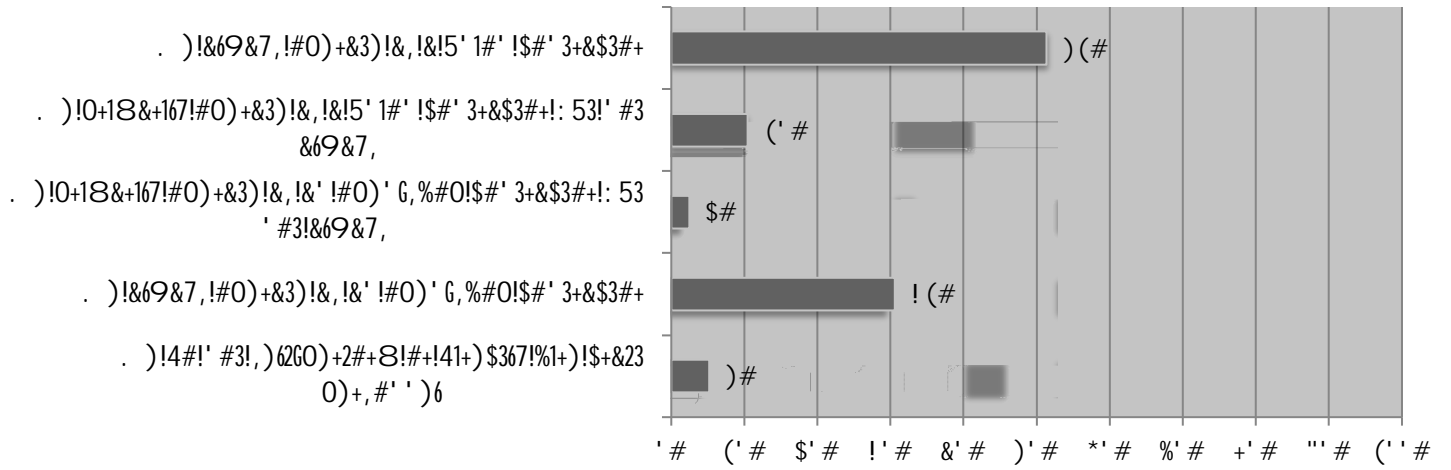 . )!&69&7,!#0)+&3)!&,!&!5' 1#' !$#' 3+&$3#+
)(#
. )!0+18&+167!#0)+&3)!&,!&!5' 1#' !$#' 3+&$3#+!: 53!' #3
&69&7,
('#
. )!0+18&+167!#0)+&3)!&,!&' !#0)' G,%#0!$#' 3+&$3#+!: 53
' #3!&69&7,
$#
. )!&69&7,!#0)+&3)!&,!&' !#0)' G,%#0!$#' 3+&$3#+
!(#
. )!4#!' #3!,)62G0)+2#+8!#+!41+)$367!%1+)!$+&23
0)+,#' ' )6
)#
'# ('# $'# !'# &'# )'# *'# %'# +'# "'# (''#